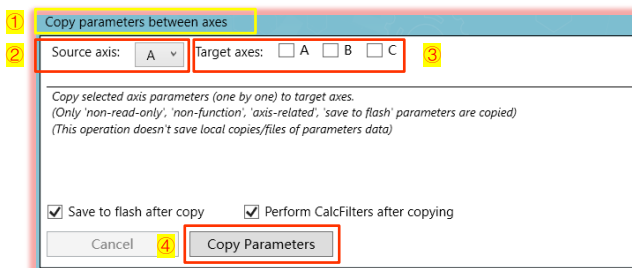 ① Copy parameters between axes
② Source axis: A Target axes: A B C ③
Copy selected axis parameters (one by one) to target axes.
(Only 'non-read-only', 'non-function', 'axis-related', 'save to flash' parameters are copied)
(This operation doesn't save local copies/files of parameters data)
Save to flash after copy Perform CalcFilters after copying
Cancel ④ Copy Parameters